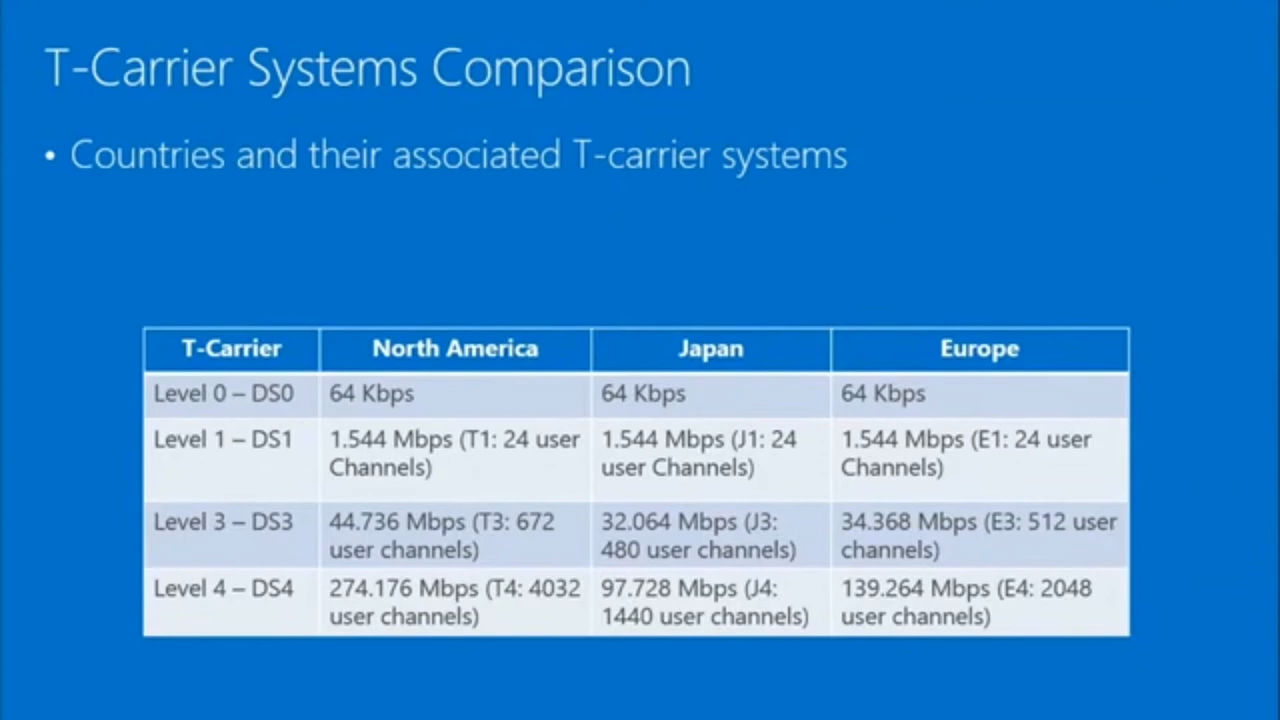 T-Carrier Systems Comparison
• Countries and their associated T-carrier systems
T-Carrier North America Japan Europe
Level 0 – DS0 64 Kbps 64 Kbps 64 Kbps
Level 1 – DS1 1.544 Mbps (T1: 24 user 1.544 Mbps (J1: 24 1.544 Mbps (E1: 24 user
Channels) user Channels) Channels)
Level 3 – DS3 44.736 Mbps (T3: 672 32.064 Mbps (J3: 34.368 Mbps (E3: 512 user
user channels) 480 user channels) channels)
Level 4 – DS4 274.176 Mbps (T4: 4032 97.728 Mbps (J4: 139.264 Mbps (E4: 2048
user channels) 1440 user channels) user channels)